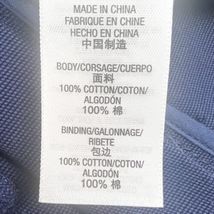 MADE IN CHINA
FABRIQUE EN CHINE
HECHO EN CHINA
中国制造
BODY/CORSAGE/CUERPO
面料
100% COTTON/COTON/
ALGODÓN
100% 棉
BINDING/GALONNAGE/
RIBETE
包边
100% COTTON/COTON/
ALGODÓN
100% 棉